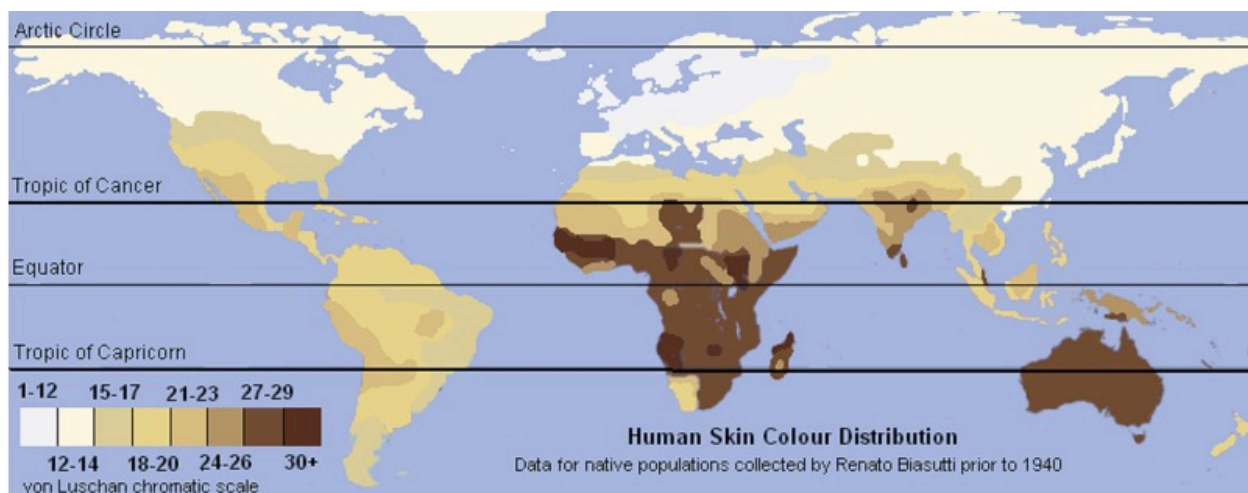 Arctic Circle
Tropic of Cancer
Equator
Tropic of Capricorn
1-12 15-17 21-23 27-29
12-14 18-20 24-26 30+
von Luschan chromatic scale
Human Skin Colour Distribution
Data for native populations collected by Renato Biasutti prior to 1940